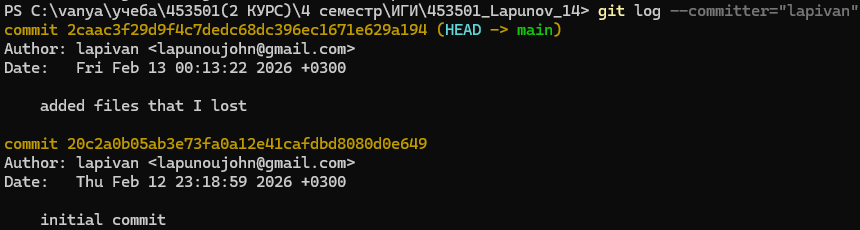 PS C:\vanya\учеба\453501(2 КУРС)\4 семестр\ИГИ\453501_Lapunov_14> git log --committer="lapivan"
commit 2caac3f29d9f4c7dedc68dc396ec1671e629a194 (HEAD -> main)
Author: lapivan <lapunoujohn@gmail.com>
Date:   Fri Feb 13 00:13:22 2026 +0300
    added files that I lost
commit 20c2a0b05ab3e73fa0a12e41cafdbd8080d0e649
Author: lapivan <lapunoujohn@gmail.com>
Date:   Thu Feb 12 23:18:59 2026 +0300
    initial commit